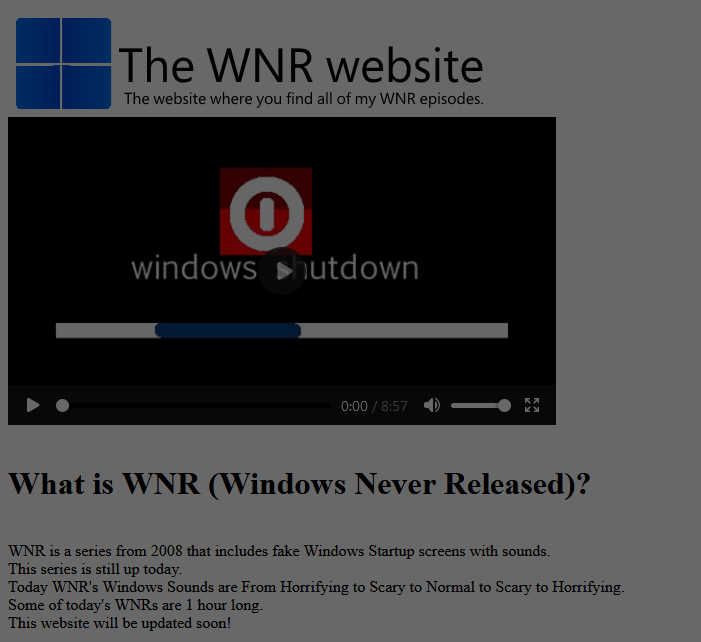 The WNR website
The website where you find all of my WNR episodes.
windows shutdown
0:00 / 8:57
What is WNR (Windows Never Released)?
WNR is a series from 2008 that includes fake Windows Startup screens with sounds.
This series is still up today.
Today WNR's Windows Sounds are From Horrifying to Scary to Normal to Scary to Horrifying.
Some of today's WNRs are 1 hour long.
This website will be updated soon!